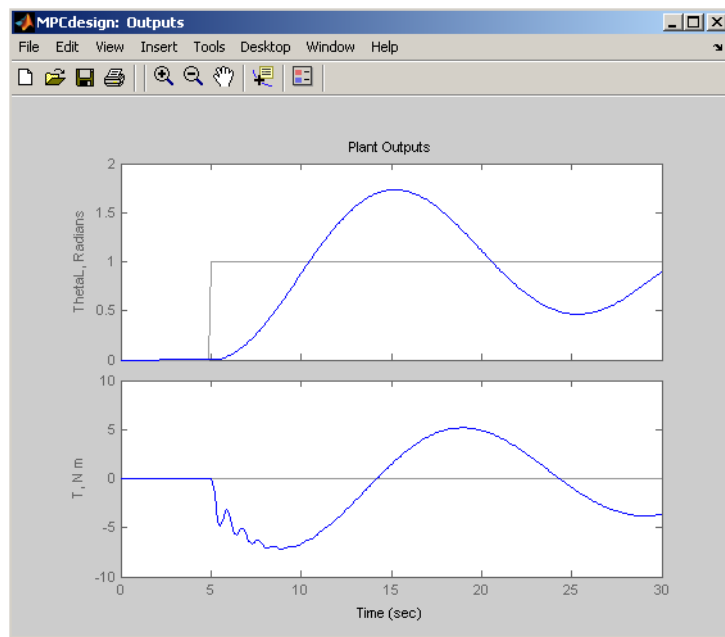 MPCdesign: Outputs
File Edit View Insert Tools Desktop Window Help
Plant Outputs
2
1.5
1
0.5
0
ThetaL, Radians
10
5
0
-5
-10
T, N m
0 5 10 15 20 25 30
Time (sec)